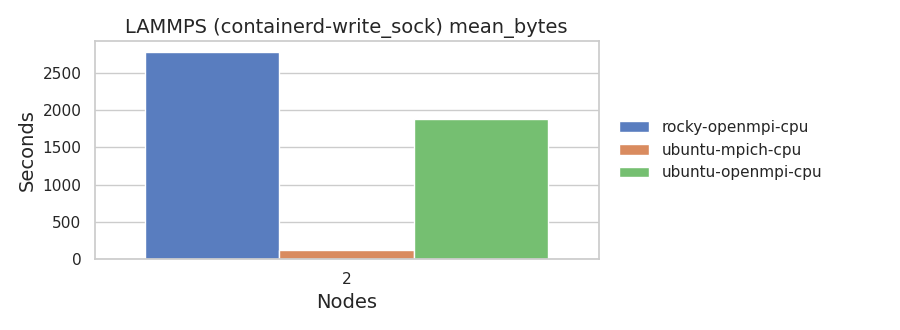 LAMMPS (containerd-write_sock) mean_bytes
Seconds
2500
2000
1500
1000
500
0
2
Nodes
rocky-openmpi-cpu
ubuntu-mpich-cpu
ubuntu-openmpi-cpu